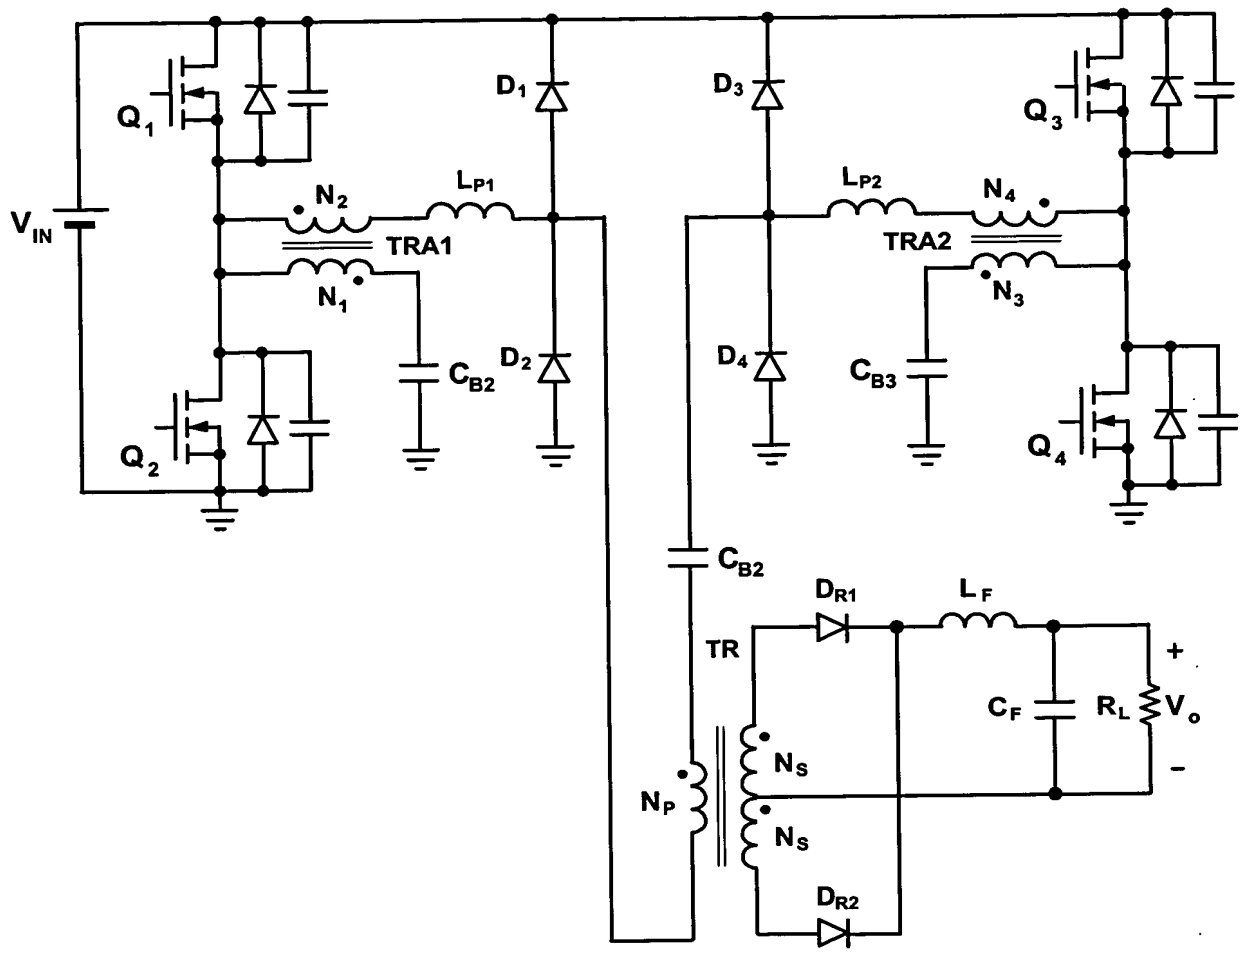 Q1
D1
D3
Q3
N2
LP1
LP2
N4
VIN
TRA1
TRA2
N1
N3
D2
CB2
D4
CB3
Q2
Q4
CB2
DR1
LF
TR
+
CF
RL
Vo
NS
−
NP
NS
DR2